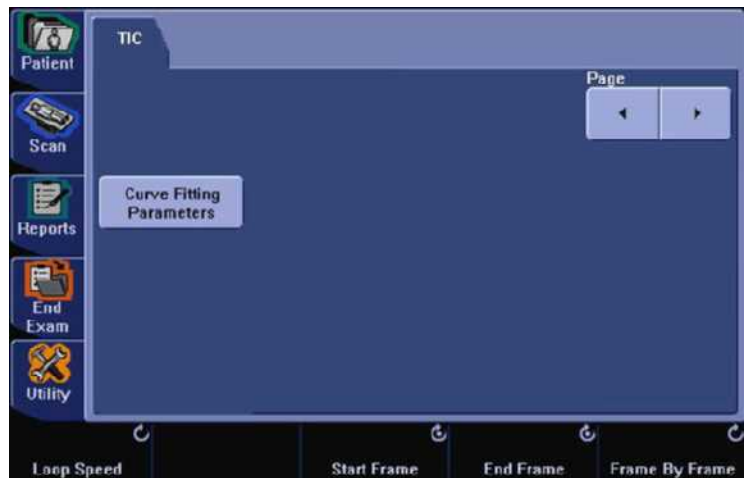 TIC
Patient
Page
Scan
Curve Fitting
Parameters
Reports
End
Exam
Utility
Loop Speed
Start Frame
End Frame
Frame By Frame